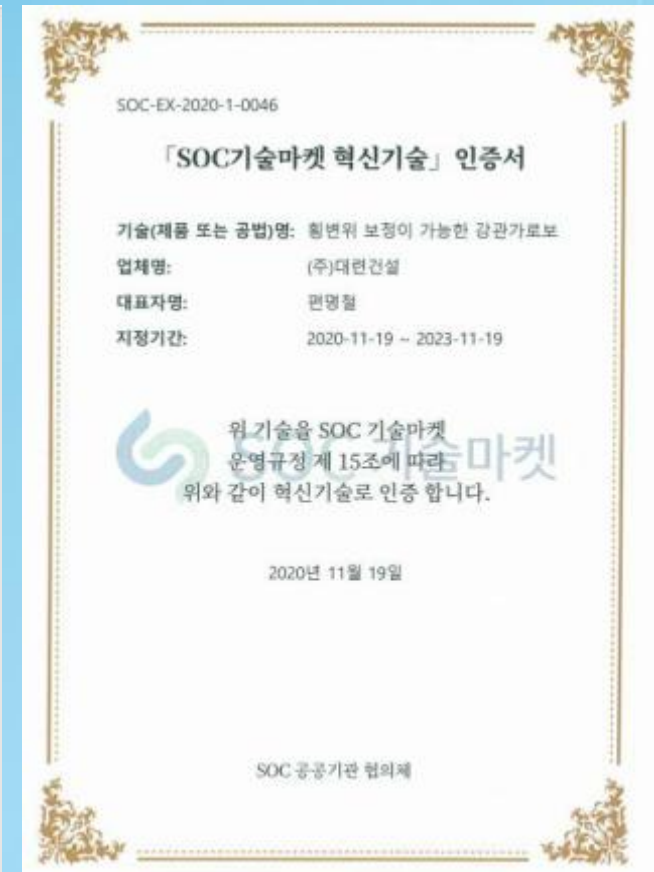 SOC-EX-2020-1-0046
「SOC기술마켓 혁신기술」 인증서
기술(제품 또는 공법)명: 횡변위 보정이 가능한 강관가로보
업체명: (주)대련건설
대표자명: 편명철
지정기간: 2020-11-19 ~ 2023-11-19
위 기술을 SOC 기술마켓
운영규정 제 15조에 따라
위와 같이 혁신기술로 인증 합니다.
SOC 기술마켓
2020년 11월 19일
SOC 공공기관 협의체